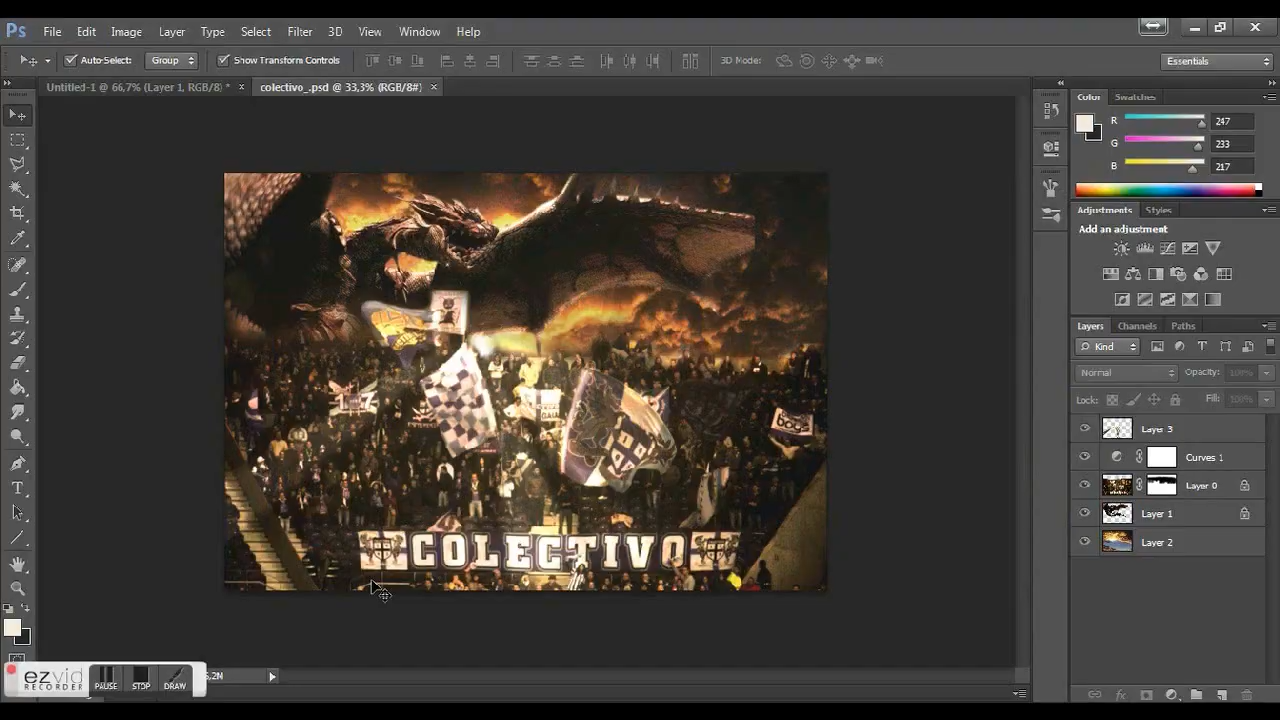 Ps File Edit Image Layer Type Select Filter 3D View Window Help
Auto-Select: Group Show Transform Controls 3D Mode: Essentials
Untitled-1 @ 66,7% (Layer 1, RGB/8) * × colectivo_.psd @ 33,3% (RGB/8#) ×
Color Swatches
R 247
G 233
B 217
Adjustments Styles
Add an adjustment
Layers Channels Paths
Kind
Normal Opacity: 100%
Lock: Fill: 100%
Layer 3
Curves 1
Layer 0
Layer 1
Layer 2
COLECTIVO
ezvid
RECORDER
PAUSE STOP DRAW